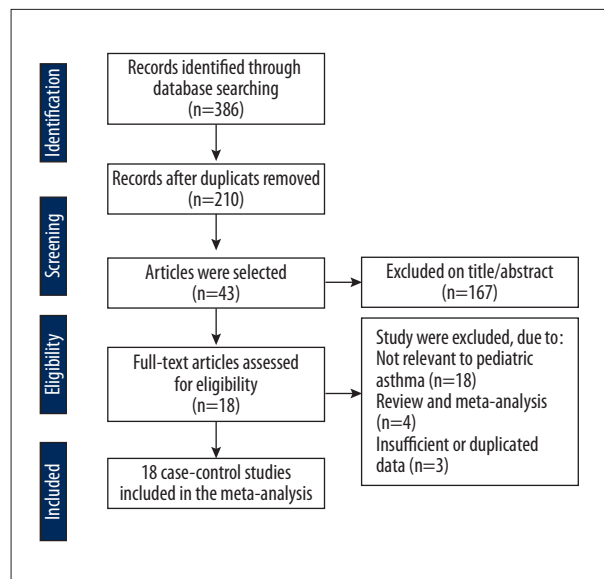 Identification
Records identified through
database searching
(n=386)
Records after duplicats removed
(n=210)
Screening
Articles were selected
(n=43)
Excluded on title/abstract
(n=167)
Eligibility
Full-text articles assessed
for eligibility
(n=18)
Study were excluded, due to:
Not relevant to pediatric
asthma (n=18)
Review and meta-analysis
(n=4)
Insufficient or duplicated
data (n=3)
Included
18 case-control studies
included in the meta-analysis